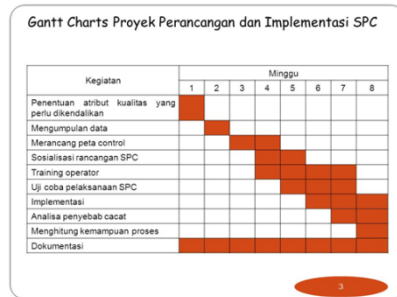 Gantt Charts Proyek Perancangan dan Implementasi SPC
Kegiatan
Minggu
1 2 3 4 5 6 7 8
Penentuan atribut kualitas yang
perlu dikendalikan
Mengumpulan data
Merancang peta control
Sosialisasi rancangan SPC
Training operator
Uji coba pelaksanaan SPC
Implementasi
Analisa penyebab cacat
Menghitung kemampuan proses
Dokumentasi
3